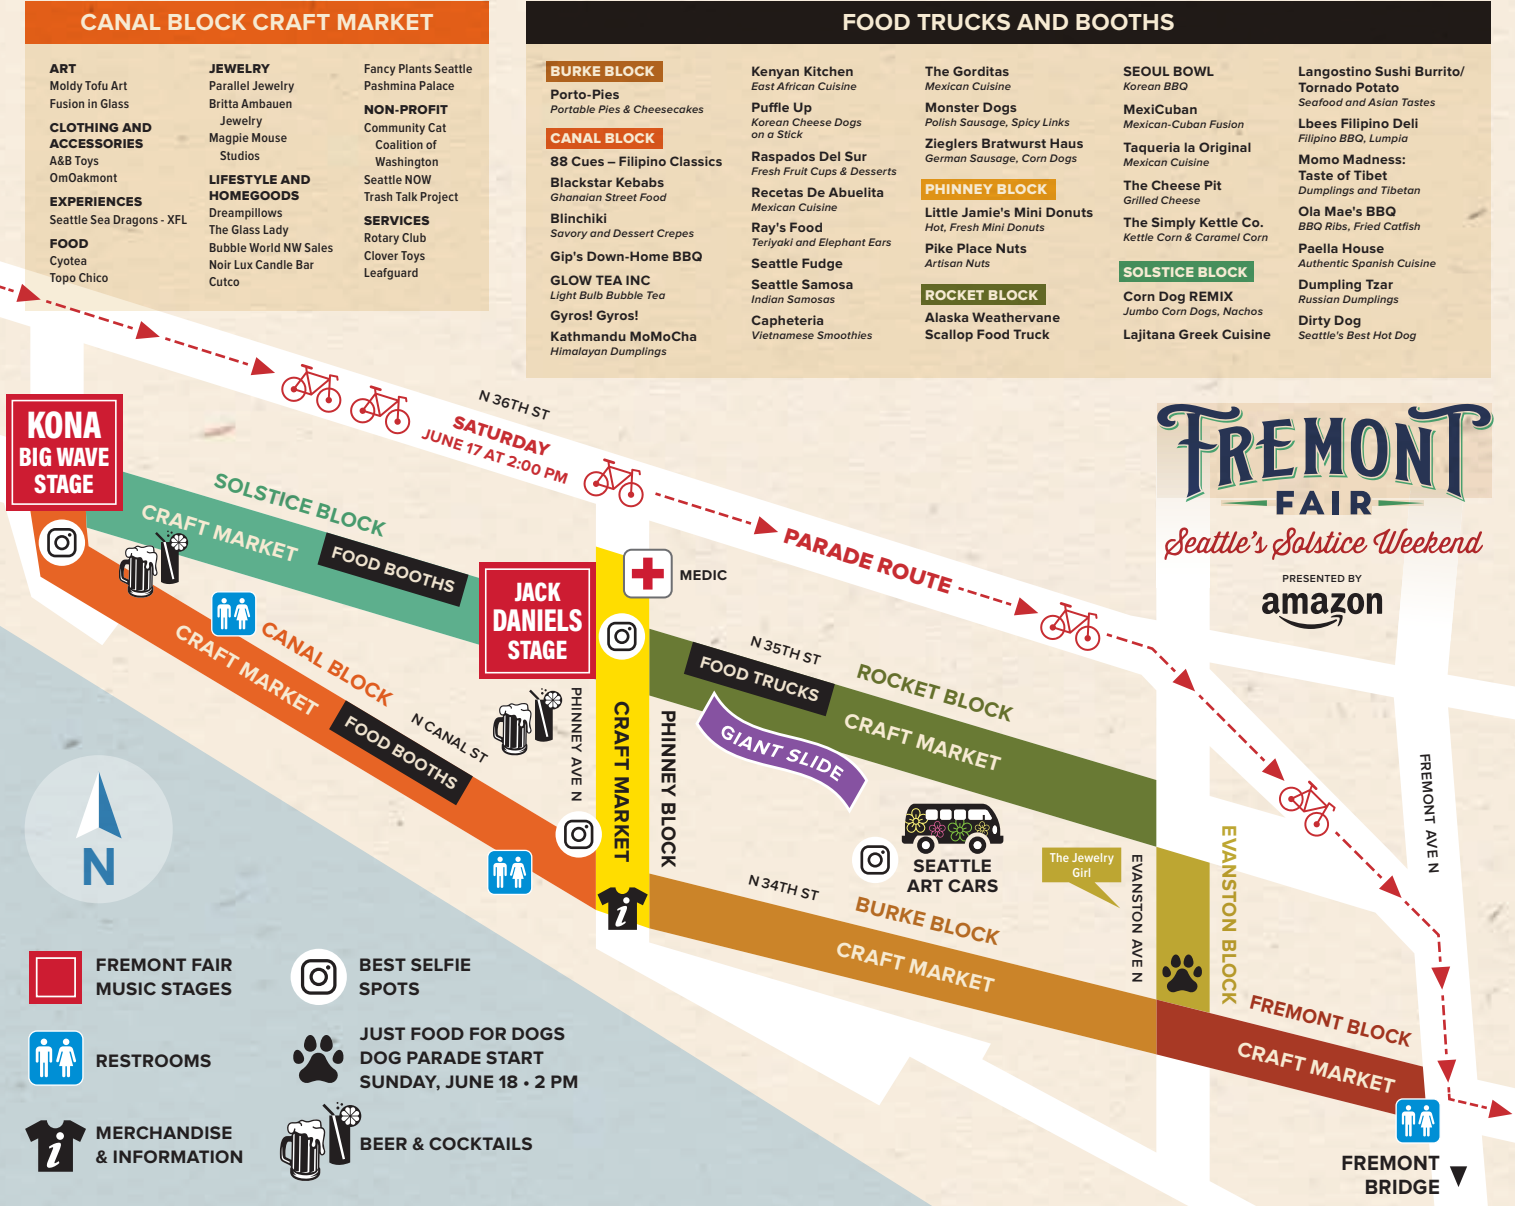 CANAL BLOCK CRAFT MARKET
ART
Moldy Tofu Art
Fusion in Glass
CLOTHING AND
ACCESSORIES
A&B Toys
OmOakmont
EXPERIENCES
Seattle Sea Dragons - XFL
FOOD
Cyotea
Topo Chico
JEWELRY
Parallel Jewelry
Britta Ambauen
Jewelry
Magpie Mouse
Studios
LIFESTYLE AND
HOMEGOODS
Dreampillows
The Glass Lady
Bubble World NW Sales
Noir Lux Candle Bar
Cutco
Fancy Plants Seattle
Pashmina Palace
NON-PROFIT
Community Cat
Coalition of
Washington
Seattle NOW
Trash Talk Project
SERVICES
Rotary Club
Clover Toys
Leafguard
FOOD TRUCKS AND BOOTHS
BURKE BLOCK
Porto-Pies
Portable Pies & Cheesecakes
CANAL BLOCK
88 Cues – Filipino Classics
Blackstar Kebabs
Ghanaian Street Food
Blinchiki
Savory and Dessert Crepes
Gip's Down-Home BBQ
GLOW TEA INC
Light Bulb Bubble Tea
Gyros! Gyros!
Kathmandu MoMoCha
Himalayan Dumplings
Kenyan Kitchen
East African Cuisine
Puffle Up
Korean Cheese Dogs
on a Stick
Raspados Del Sur
Fresh Fruit Cups & Desserts
Recetas De Abuelita
Mexican Cuisine
Ray's Food
Teriyaki and Elephant Ears
Seattle Fudge
Seattle Samosa
Indian Samosas
Capheteria
Vietnamese Smoothies
The Gorditas
Mexican Cuisine
Monster Dogs
Polish Sausage, Spicy Links
Zieglers Bratwurst Haus
German Sausage, Corn Dogs
PHINNEY BLOCK
Little Jamie's Mini Donuts
Hot, Fresh Mini Donuts
Pike Place Nuts
Artisan Nuts
ROCKET BLOCK
Alaska Weathervane
Scallop Food Truck
SEOUL BOWL
Korean BBQ
MexiCuban
Mexican-Cuban Fusion
Taqueria la Original
Mexican Cuisine
The Cheese Pit
Grilled Cheese
The Simply Kettle Co.
Kettle Corn & Caramel Corn
SOLSTICE BLOCK
Corn Dog REMIX
Jumbo Corn Dogs, Nachos
Lajitana Greek Cuisine
Langostino Sushi Burrito/
Tornado Potato
Seafood and Asian Tastes
Lbees Filipino Deli
Filipino BBQ, Lumpia
Momo Madness:
Taste of Tibet
Dumplings and Tibetan
Ola Mae's BBQ
BBQ Ribs, Fried Catfish
Paella House
Authentic Spanish Cuisine
Dumpling Tzar
Russian Dumplings
Dirty Dog
Seattle's Best Hot Dog
KONA
BIG WAVE
STAGE
N 36TH ST
SATURDAY
JUNE 17 AT 2:00 PM
PARADE ROUTE
FREMONT
FAIR
Seattle's Solstice Weekend
PRESENTED BY
amazon
SOLSTICE BLOCK
CRAFT MARKET
FOOD BOOTHS
JACK
DANIELS
STAGE
MEDIC
CANAL BLOCK
CRAFT MARKET
FOOD BOOTHS
N CANAL ST
PHINNEY AVE N
CRAFT MARKET
PHINNEY BLOCK
N 35TH ST
FOOD TRUCKS
ROCKET BLOCK
CRAFT MARKET
GIANT SLIDE
SEATTLE
ART CARS
The Jewelry
Girl
EVANSTON AVE N
EVANSTON BLOCK
FREMONT AVE N
N 34TH ST
BURKE BLOCK
CRAFT MARKET
FREMONT BLOCK
CRAFT MARKET
FREMONT
BRIDGE
N
i
FREMONT FAIR
MUSIC STAGES
BEST SELFIE
SPOTS
RESTROOMS
JUST FOOD FOR DOGS
DOG PARADE START
SUNDAY, JUNE 18 • 2 PM
i
MERCHANDISE
& INFORMATION
BEER & COCKTAILS